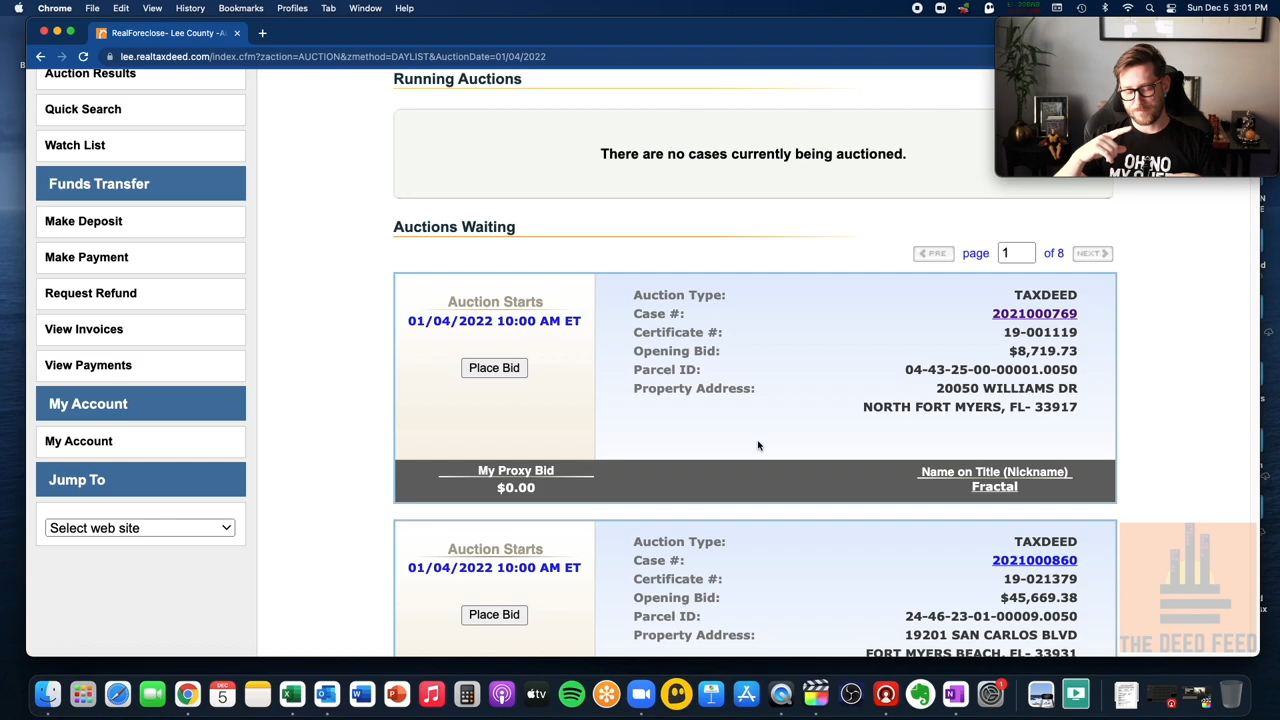 Chrome File Edit View History Bookmarks Profiles Tab Window Help Sun Dec 5 3:01 PM
RealForeclose- Lee County -A
lee.realtaxdeed.com/index.cfm?zaction=AUCTION&zmethod=DAYLIST&AuctionDate=01/04/2022
Auction Results
Quick Search
Watch List
Funds Transfer
Make Deposit
Make Payment
Request Refund
View Invoices
View Payments
My Account
My Account
Jump To
Select web site
Running Auctions
There are no cases currently being auctioned.
Auctions Waiting
PRE page 1 of 8 NEXT
Auction Starts
01/04/2022 10:00 AM ET
Place Bid
Auction Type: TAXDEED
Case #: 2021000769
Certificate #: 19-001119
Opening Bid: $8,719.73
Parcel ID: 04-43-25-00-00001.0050
Property Address: 20050 WILLIAMS DR
NORTH FORT MYERS, FL- 33917
My Proxy Bid
$0.00
Name on Title (Nickname)
Fractal
Auction Starts
01/04/2022 10:00 AM ET
Place Bid
Auction Type: TAXDEED
Case #: 2021000860
Certificate #: 19-021379
Opening Bid: $45,669.38
Parcel ID: 24-46-23-01-00009.0050
Property Address: 19201 SAN CARLOS BLVD
FORT MYERS BEACH, FL- 33931
OH NO
MY
THE DEED FEED
DEC
5
tv
1